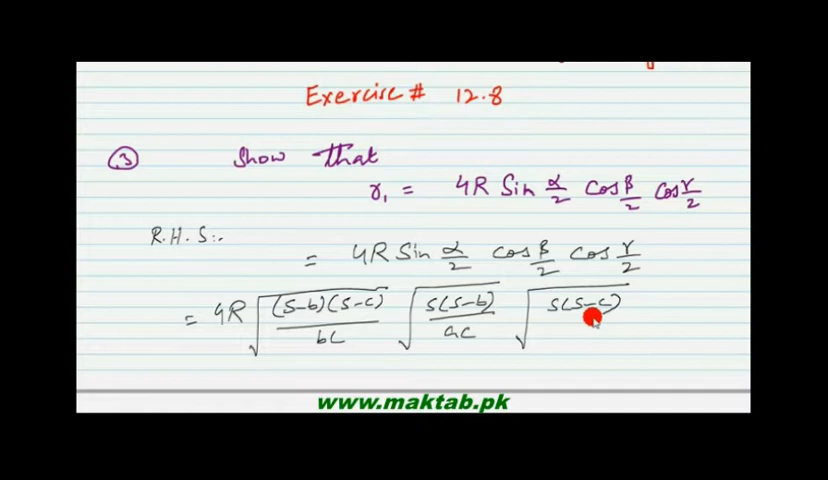 Exercise # 12.8
③ Show that
r₁ = 4R Sin α/2 Cos β/2 Cos γ/2
R.H.S:-
= 4R Sin α/2 Cos β/2 Cos γ/2
= 4R √((S-b)(S-c)/bc) √(S(S-b)/ac) √(S(S-c)
www.maktab.pk